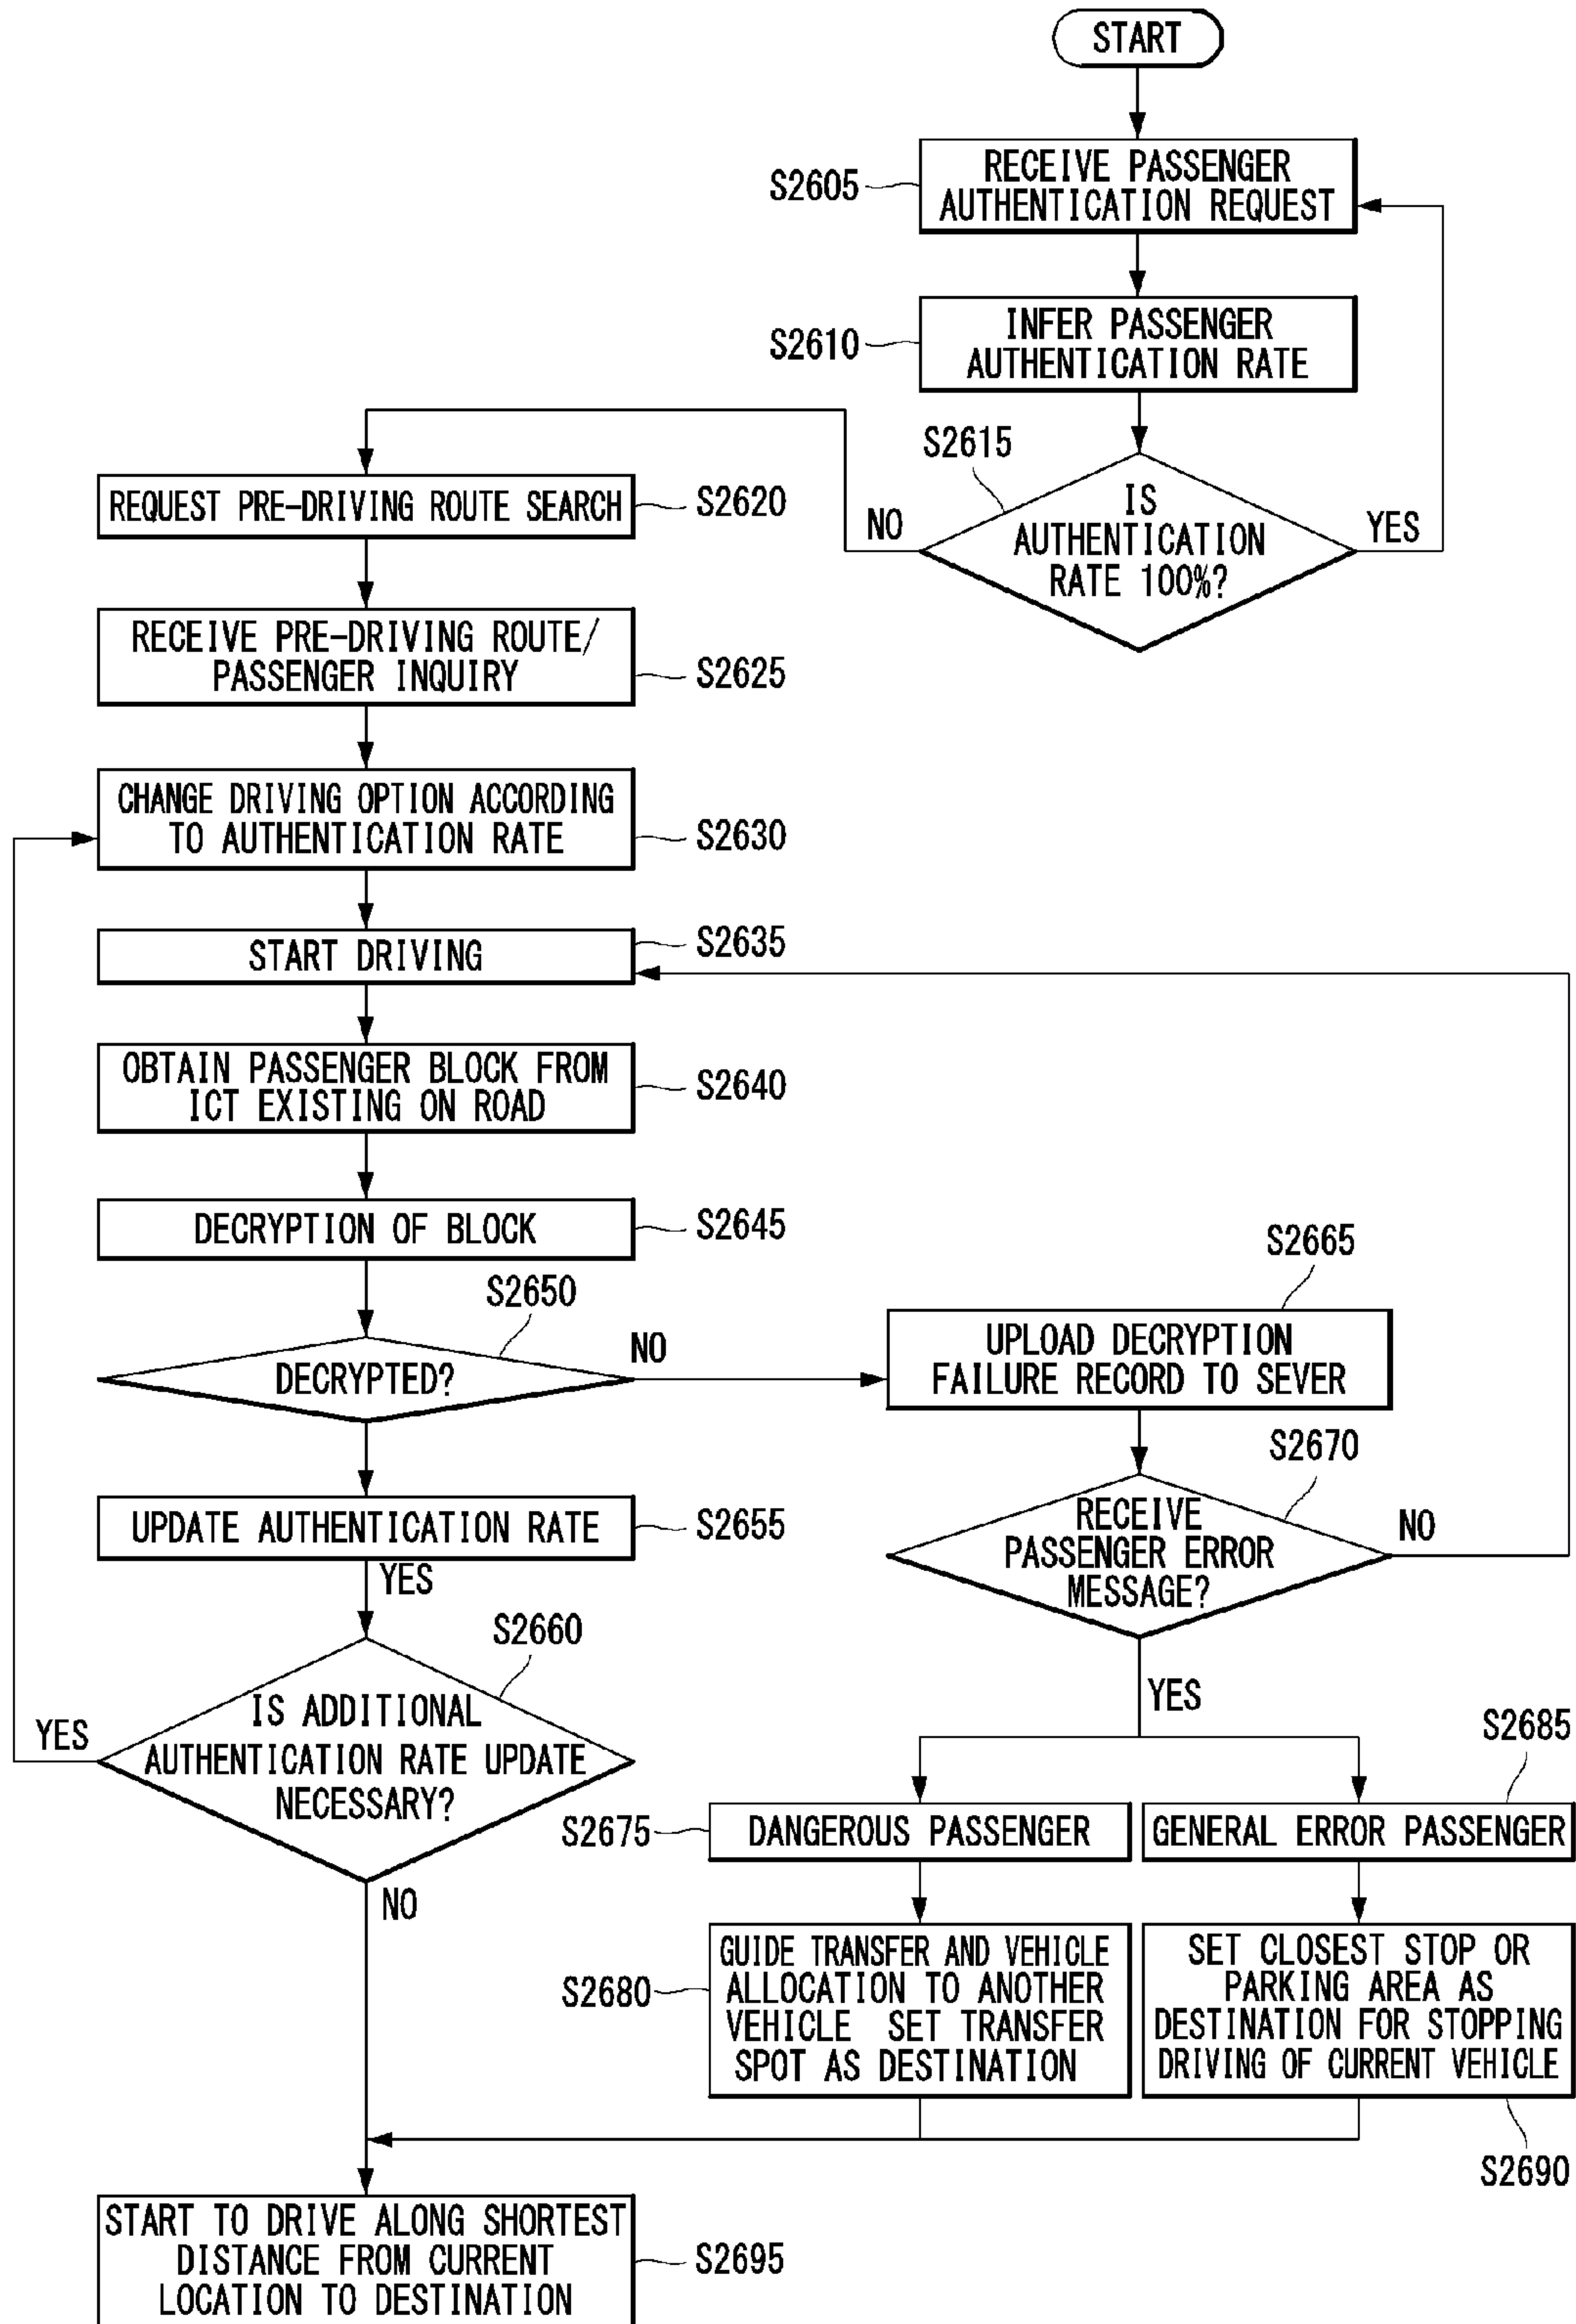 START
S2605
RECEIVE PASSENGER
AUTHENTICATION REQUEST
S2610
INFER PASSENGER
AUTHENTICATION RATE
S2615
IS
AUTHENTICATION
RATE 100%?
NO
YES
REQUEST PRE-DRIVING ROUTE SEARCH
S2620
RECEIVE PRE-DRIVING ROUTE/
PASSENGER INQUIRY
S2625
CHANGE DRIVING OPTION ACCORDING
TO AUTHENTICATION RATE
S2630
START DRIVING
S2635
OBTAIN PASSENGER BLOCK FROM
ICT EXISTING ON ROAD
S2640
DECRYPTION OF BLOCK
S2645
S2650
DECRYPTED?
NO
S2665
UPLOAD DECRYPTION
FAILURE RECORD TO SEVER
UPDATE AUTHENTICATION RATE
S2655
YES
S2670
RECEIVE
PASSENGER ERROR
MESSAGE?
NO
YES
S2660
IS ADDITIONAL
AUTHENTICATION RATE UPDATE
NECESSARY?
YES
NO
S2675
DANGEROUS PASSENGER
S2685
GENERAL ERROR PASSENGER
S2680
GUIDE TRANSFER AND VEHICLE
ALLOCATION TO ANOTHER
VEHICLE SET TRANSFER
SPOT AS DESTINATION
SET CLOSEST STOP OR
PARKING AREA AS
DESTINATION FOR STOPPING
DRIVING OF CURRENT VEHICLE
S2690
START TO DRIVE ALONG SHORTEST
DISTANCE FROM CURRENT
LOCATION TO DESTINATION
S2695